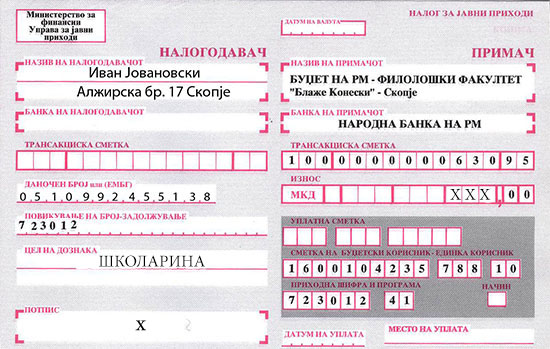 Министерство за
финансии
Управа за јавни
приходи
НАЛОГОДАВАЧ
НАЗИВ НА НАЛОГОДАВАЧОТ
Иван Јовановски
Алжирска бр. 17 Скопје
БАНКА НА НАЛОГОДАВАЧОТ
ТРАНСАКЦИСКА СМЕТКА
ДАНОЧЕН БРОЈ или (ЕМБГ)
0510992455138
ПОВИКУВАЊЕ НА БРОЈ-ЗАДОЛЖУВАЊЕ
723012
ЦЕЛ НА ДОЗНАКА
ШКОЛАРИНА
ПОТПИС
X
НАЛОГ ЗА ЈАВНИ ПРИХОДИ
ДАТУМ НА ВАЛУТА
ПРИМАЧ
НАЗИВ НА ПРИМАЧОТ
БУЏЕТ НА РМ - ФИЛОЛОШКИ ФАКУЛТЕТ
"Блаже Конески" - Скопје
БАНКА НА ПРИМАЧОТ
НАРОДНА БАНКА НА РМ
ТРАНСАКЦИСКА СМЕТКА
100000000063095
ИЗНОС
МКД XXX,00
УПЛАТНА СМЕТКА
СМЕТКА НА БУЏЕТСКИ КОРИСНИК - ЕДИНКА КОРИСНИК
1600104235 788 10
ПРИХОДНА ШИФРА И ПРОГРАМА
НАЧИН
723012 41
ДАТУМ НА УПЛАТА
МЕСТО НА УПЛАТА